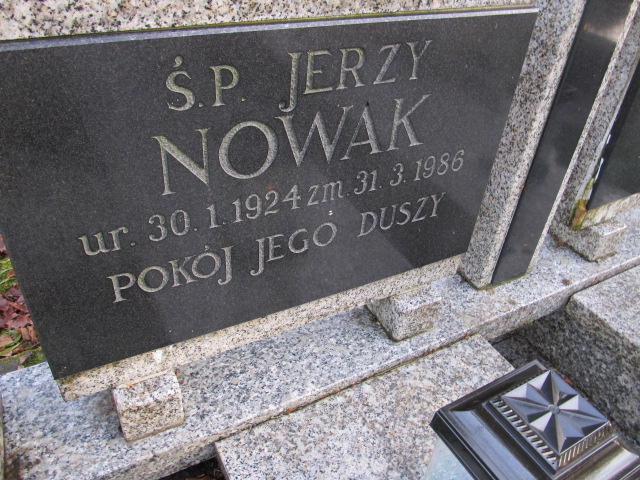 Ś.P. JERZY
NOWAK
ur. 30.1.1924 zm. 31.3.1986
POKÓJ JEGO DUSZY